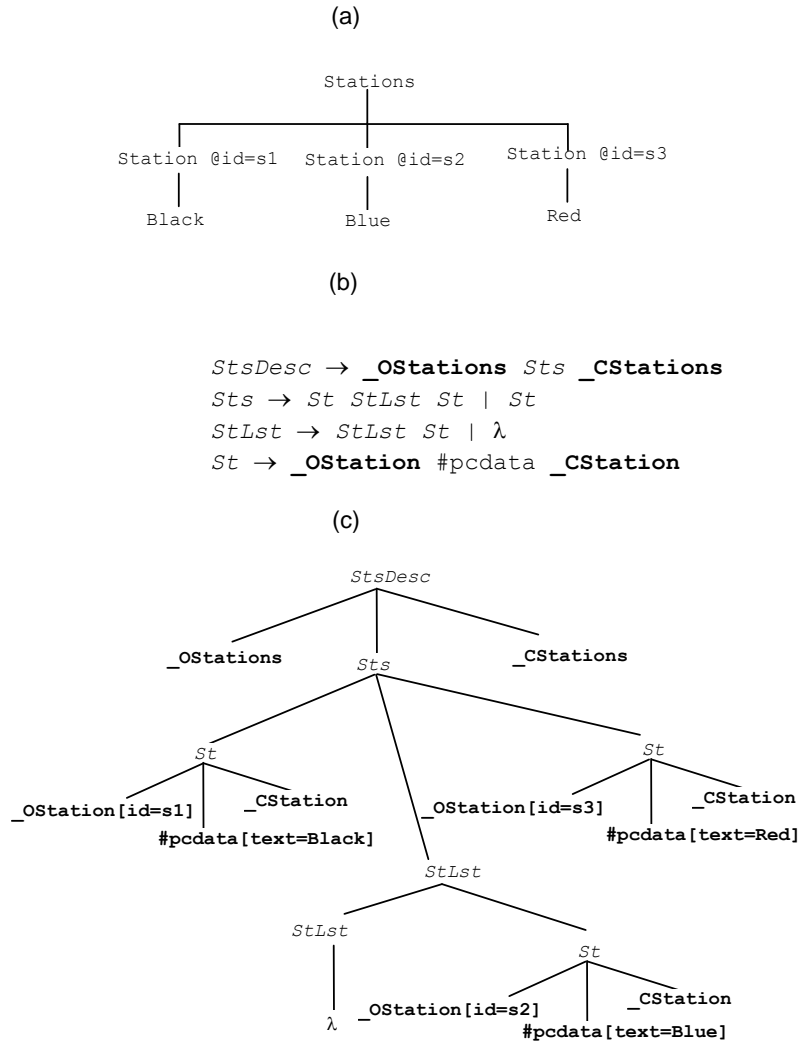 (a)
Stations
Station @id=s1 Station @id=s2 Station @id=s3
Black Blue Red
(b)
StsDesc → _OStations Sts _CStations
Sts → St StLst St | St
StLst → StLst St | λ
St → _OStation #pcdata _CStation
(c)
StsDesc
_OStations Sts _CStations
St St
_OStation[id=s1] _CStation _OStation[id=s3] _CStation
#pcdata[text=Black] #pcdata[text=Red]
StLst
StLst St
_OStation[id=s2] _CStation
λ #pcdata[text=Blue]